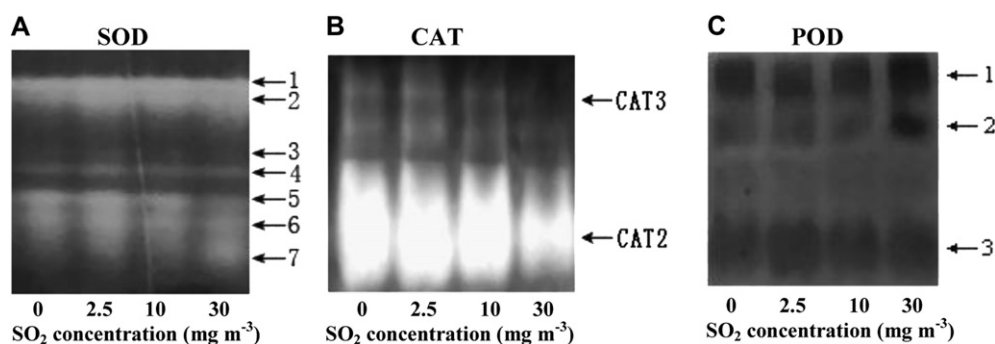 A
SOD
1
2
3
4
5
6
7
0 2.5 10 30
SO₂ concentration (mg m⁻³)
B
CAT
CAT3
CAT2
0 2.5 10 30
SO₂ concentration (mg m⁻³)
C
POD
1
2
3
0 2.5 10 30
SO₂ concentration (mg m⁻³)